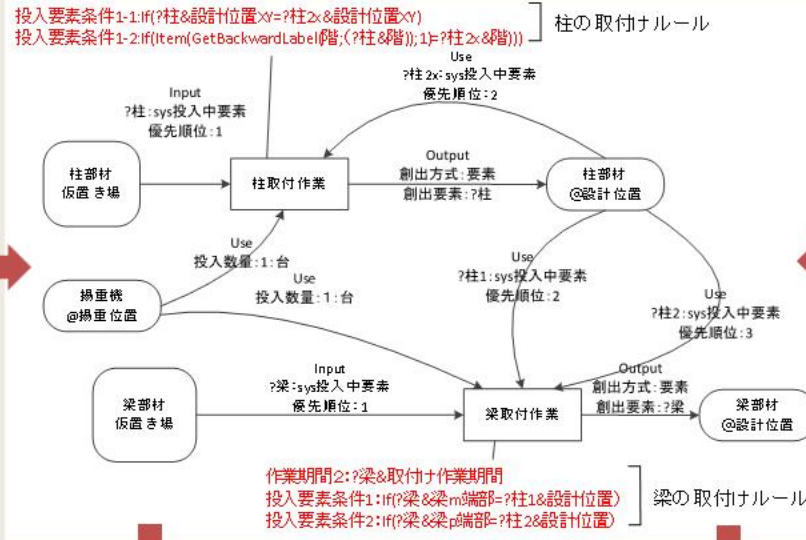 投入要素条件1-1:If(?柱&設計位置XY=?柱2x&設計位置XY)
投入要素条件1-2:If(Item(GetBackwardLabel(階;(?柱&階));1)=?柱2x&階)))
柱の取付けルール
Use
?柱2x:sys投入中要素
優先順位:2
Input
?柱:sys投入中要素
優先順位:1
柱部材
仮置き場
柱取付作業
Output
創出方式:要素
創出要素:?柱
柱部材
@設計位置
Use
投入数量:1:台
Use
投入数量:1:台
揚重機
@揚重位置
Use
?柱1:sys投入中要素
優先順位:2
Use
?柱2:sys投入中要素
優先順位:3
Input
?梁:sys投入中要素
優先順位:1
梁部材
仮置き場
梁取付作業
Output
創出方式:要素
創出要素:?梁
梁部材
@設計位置
作業期間2:?梁&取付け作業期間
投入要素条件1:If(?梁&梁m端部=?柱1&設計位置)
投入要素条件2:If(?梁&梁p端部=?柱2&設計位置)
梁の取付けルール